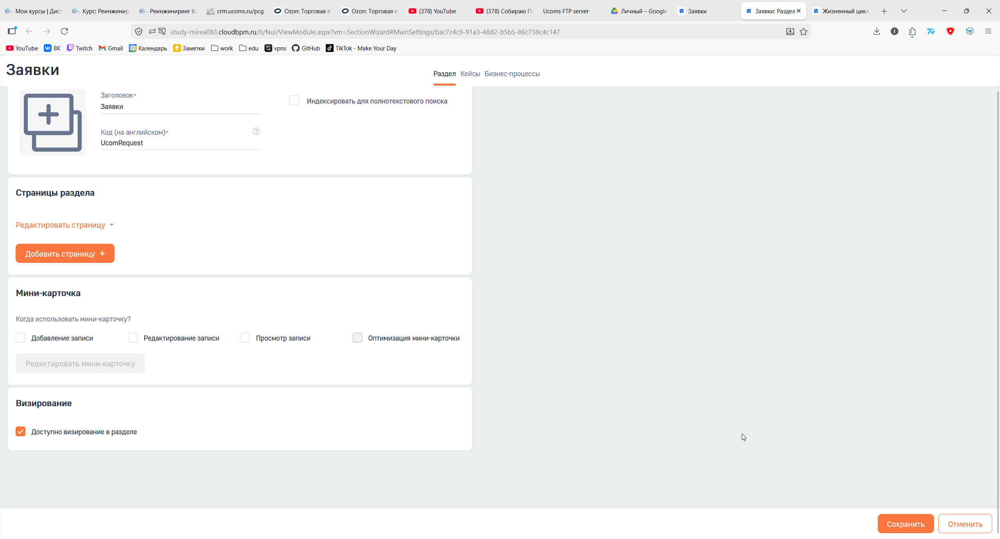 Мои курсы | Дист
Курс: Реинжинир
Реинжиниринг б
crm.ucoms.ru/pcg
Ozon: Торговая п
Ozon: Торговая п
(378) YouTube
(378) Собираю П
Ucoms FTP server
Личный – Google
Заявки
Заявки: Раздел
Жизненный цикл
study-mirea083.cloudbpm.ru/0/Nui/ViewModule.aspx?vm=SectionWizard#MainSettings/bac7c4c9-91a3-48d2-b5b5-86c738c4c147
YouTube
ВК
Twitch
Gmail
31
Календарь
Заметки
work
edu
vpns
GitHub
TikTok - Make Your Day
Заявки
Раздел Кейсы Бизнес-процессы
Заголовок*
Заявки
Индексировать для полнотекстового поиска
Код (на английском)*
?
UcomRequest
Страницы раздела
Редактировать страницу
Добавить страницу +
Мини-карточка
Когда использовать мини-карточку?
Добавление записи
Редактирование записи
Просмотр записи
Оптимизация мини-карточки
Редактировать мини-карточку
Визирование
Доступно визирование в разделе
Сохранить
Отменить